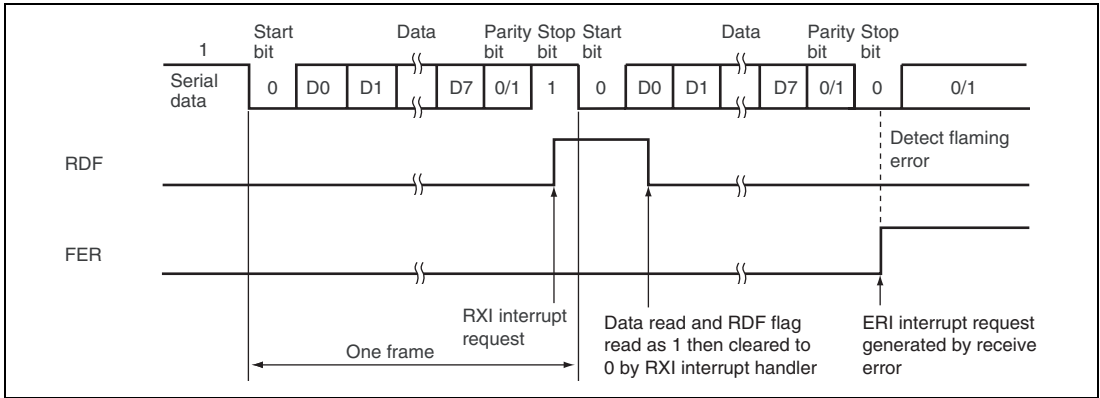 Start
bit
Data
Parity
bit
Stop
bit
Start
bit
Data
Parity
bit
Stop
bit
1
Serial
data
0 D0 D1 D7 0/1 1 0 D0 D1 D7 0/1 0 0/1
Detect flaming
error
RDF
FER
RXI interrupt
request
Data read and RDF flag
read as 1 then cleared to
0 by RXI interrupt handler
ERI interrupt request
generated by receive
error
One frame